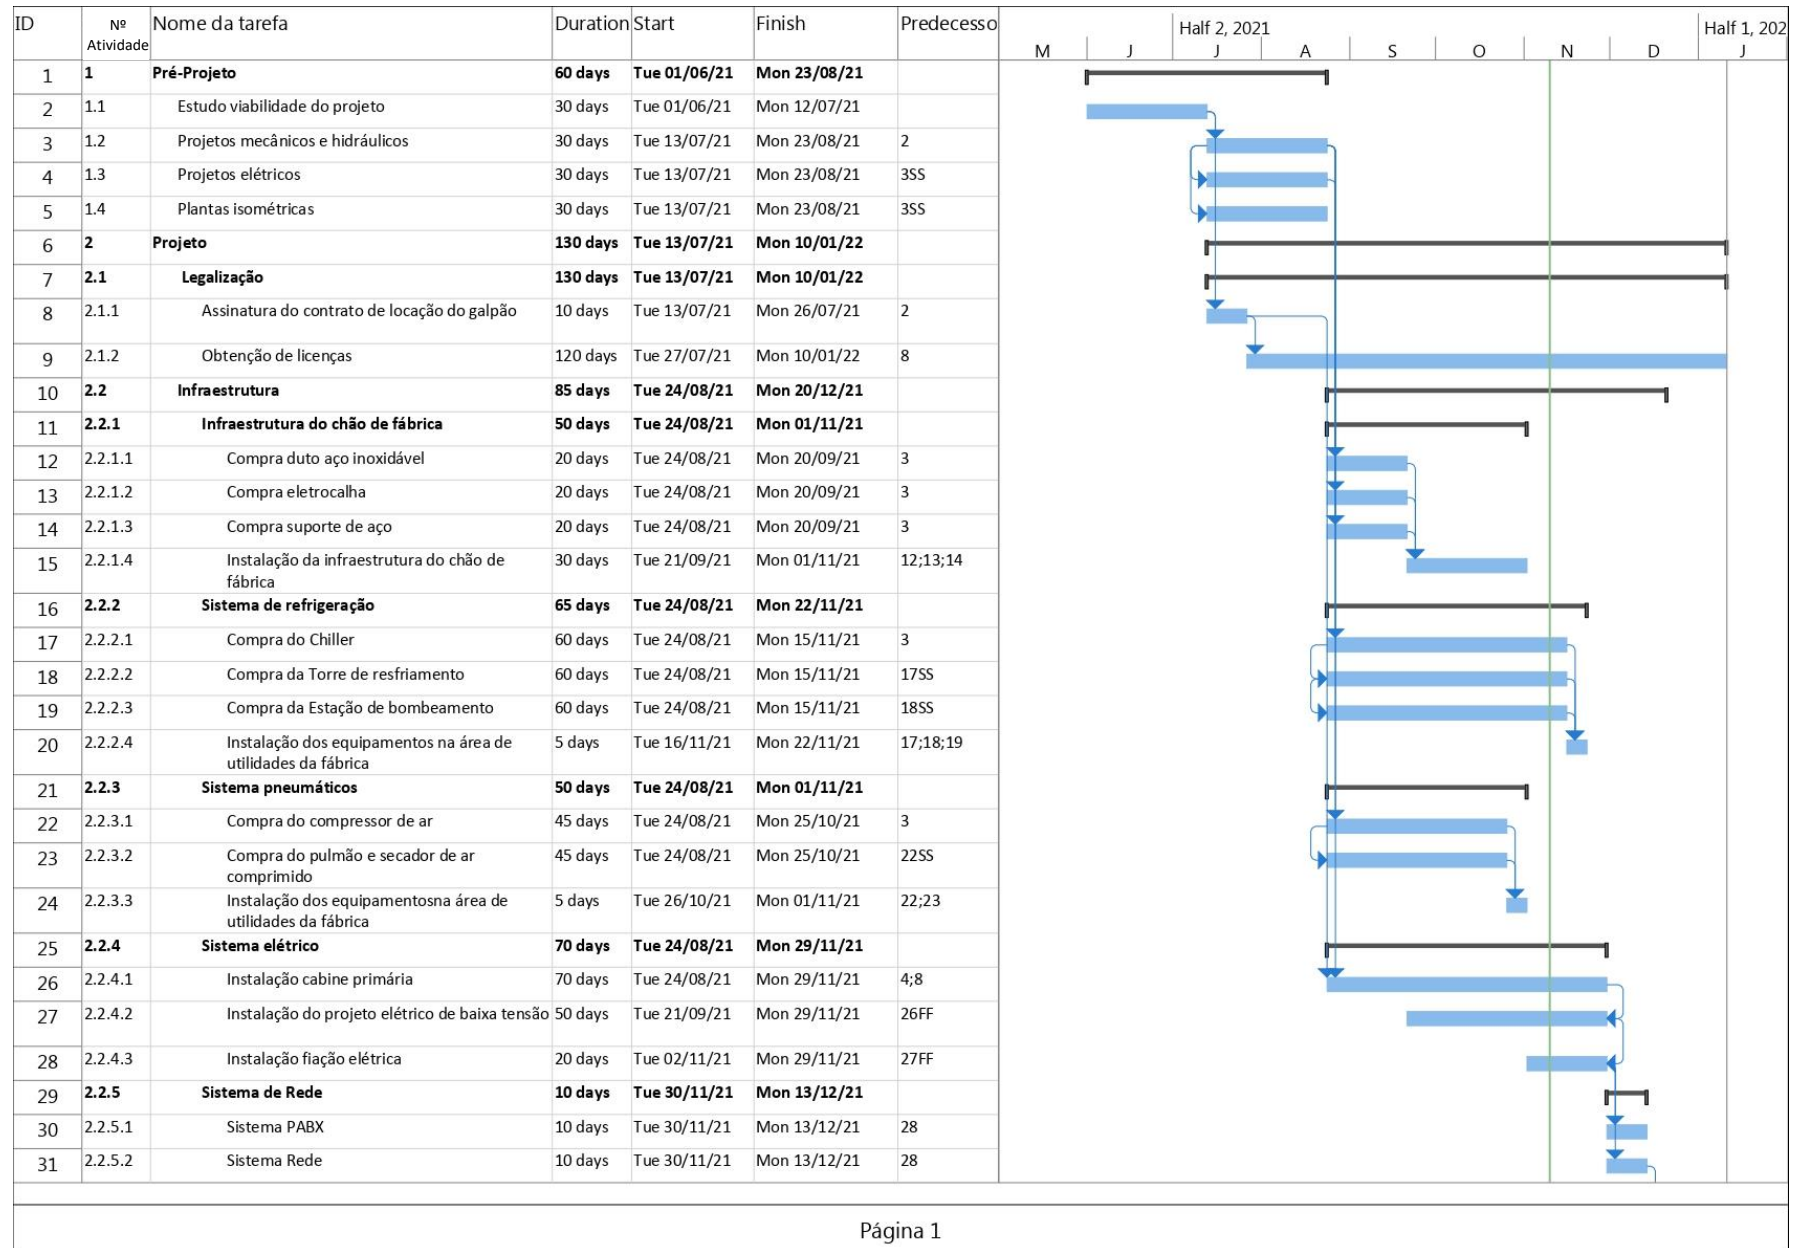 ID Nº Atividade Nome da tarefa Duration Start Finish Predecesso
Half 2, 2021 Half 1, 202
M J J A S O N D J
1 1 Pré-Projeto 60 days Tue 01/06/21 Mon 23/08/21
2 1.1 Estudo viabilidade do projeto 30 days Tue 01/06/21 Mon 12/07/21
3 1.2 Projetos mecânicos e hidráulicos 30 days Tue 13/07/21 Mon 23/08/21 2
4 1.3 Projetos elétricos 30 days Tue 13/07/21 Mon 23/08/21 3SS
5 1.4 Plantas isométricas 30 days Tue 13/07/21 Mon 23/08/21 3SS
6 2 Projeto 130 days Tue 13/07/21 Mon 10/01/22
7 2.1 Legalização 130 days Tue 13/07/21 Mon 10/01/22
8 2.1.1 Assinatura do contrato de locação do galpão 10 days Tue 13/07/21 Mon 26/07/21 2
9 2.1.2 Obtenção de licenças 120 days Tue 27/07/21 Mon 10/01/22 8
10 2.2 Infraestrutura 85 days Tue 24/08/21 Mon 20/12/21
11 2.2.1 Infraestrutura do chão de fábrica 50 days Tue 24/08/21 Mon 01/11/21
12 2.2.1.1 Compra duto aço inoxidável 20 days Tue 24/08/21 Mon 20/09/21 3
13 2.2.1.2 Compra eletrocalha 20 days Tue 24/08/21 Mon 20/09/21 3
14 2.2.1.3 Compra suporte de aço 20 days Tue 24/08/21 Mon 20/09/21 3
15 2.2.1.4 Instalação da infraestrutura do chão de 30 days Tue 21/09/21 Mon 01/11/21 12;13;14
fábrica
16 2.2.2 Sistema de refrigeração 65 days Tue 24/08/21 Mon 22/11/21
17 2.2.2.1 Compra do Chiller 60 days Tue 24/08/21 Mon 15/11/21 3
18 2.2.2.2 Compra da Torre de resfriamento 60 days Tue 24/08/21 Mon 15/11/21 17SS
19 2.2.2.3 Compra da Estação de bombeamento 60 days Tue 24/08/21 Mon 15/11/21 18SS
20 2.2.2.4 Instalação dos equipamentos na área de 5 days Tue 16/11/21 Mon 22/11/21 17;18;19
utilidades da fábrica
21 2.2.3 Sistema pneumáticos 50 days Tue 24/08/21 Mon 01/11/21
22 2.2.3.1 Compra do compressor de ar 45 days Tue 24/08/21 Mon 25/10/21 3
23 2.2.3.2 Compra do pulmão e secador de ar 45 days Tue 24/08/21 Mon 25/10/21 22SS
comprimido
24 2.2.3.3 Instalação dos equipamentosna área de 5 days Tue 26/10/21 Mon 01/11/21 22;23
utilidades da fábrica
25 2.2.4 Sistema elétrico 70 days Tue 24/08/21 Mon 29/11/21
26 2.2.4.1 Instalação cabine primária 70 days Tue 24/08/21 Mon 29/11/21 4;8
27 2.2.4.2 Instalação do projeto elétrico de baixa tensão 50 days Tue 21/09/21 Mon 29/11/21 26FF
28 2.2.4.3 Instalação fiação elétrica 20 days Tue 02/11/21 Mon 29/11/21 27FF
29 2.2.5 Sistema de Rede 10 days Tue 30/11/21 Mon 13/12/21
30 2.2.5.1 Sistema PABX 10 days Tue 30/11/21 Mon 13/12/21 28
31 2.2.5.2 Sistema Rede 10 days Tue 30/11/21 Mon 13/12/21 28
Página 1